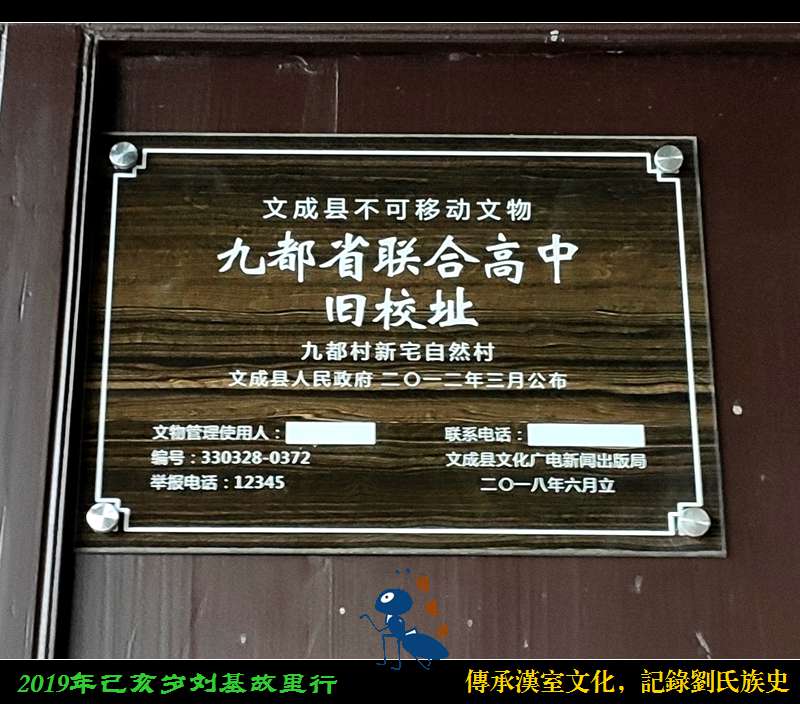 文成县不可移动文物
九都省联合高中
旧校址
九都村新宅自然村
文成县人民政府 二〇一二年三月公布
文物管理使用人：
编号：330328-0372
举报电话：12345
联系电话：
文成县文化广电新闻出版局
二〇一八年六月立
2019年己亥岁刘基故里行
傳承漢室文化，記錄劉氏族史